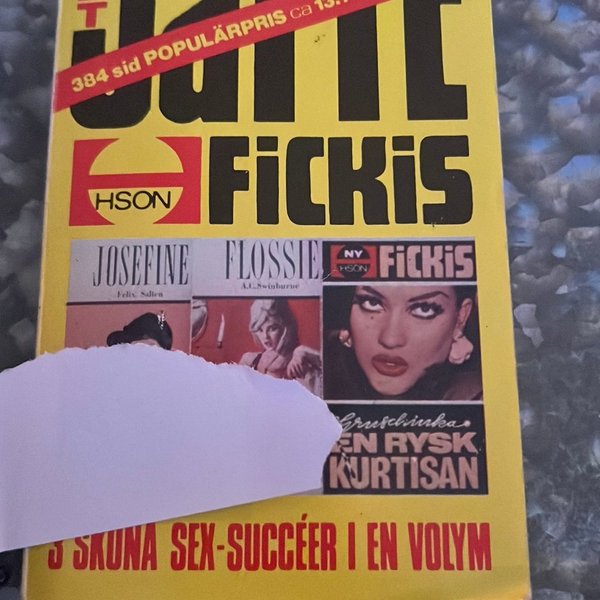 T
384 sid POPULÄRPRIS ca
HSON
FiCKiS
JOSEFINE
Felix Salten
FLOSSIE
A.C. Swinburne
NY
HSON
FiCKiS
Gruschinka
EN RYSK
KURTISAN
3 SKÖNA SEX-SUCCÉER I EN VOLYM